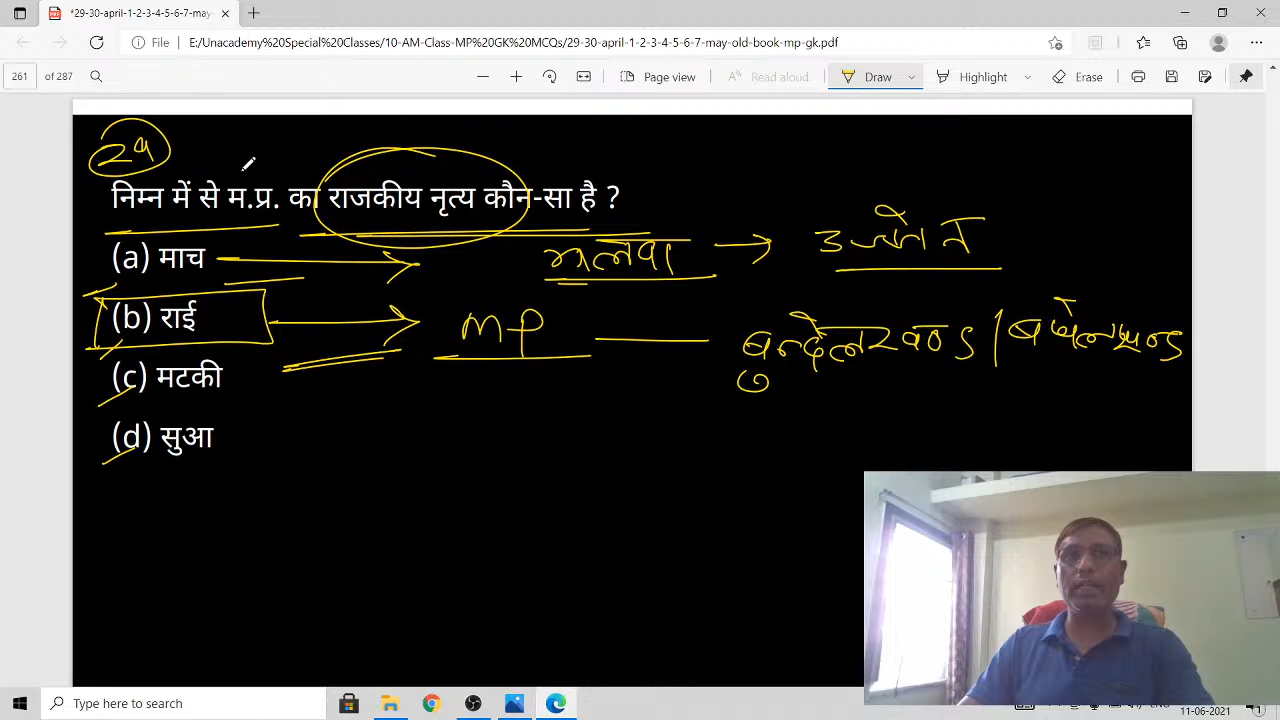 *29-30-april-1-2-3-4-5-6-7-may-
File
E:/Unacademy%20Special%20Classes/10-AM-Class-MP%20GK%20MCQs/29-30-april-1-2-3-4-5-6-7-may-old-book-mp-gk.pdf
261 of 287
Page view
Read aloud
Draw
Highlight
Erase
निम्न में से म.प्र. का राजकीय नृत्य कौन-सा है ?
(a) माच
मालवा
उज्जैन
(b) राई
MP
बुन्देलखण्ड / बघेलखण्ड
(c) मटकी
(d) सुआ
Type here to search
11-06-2021